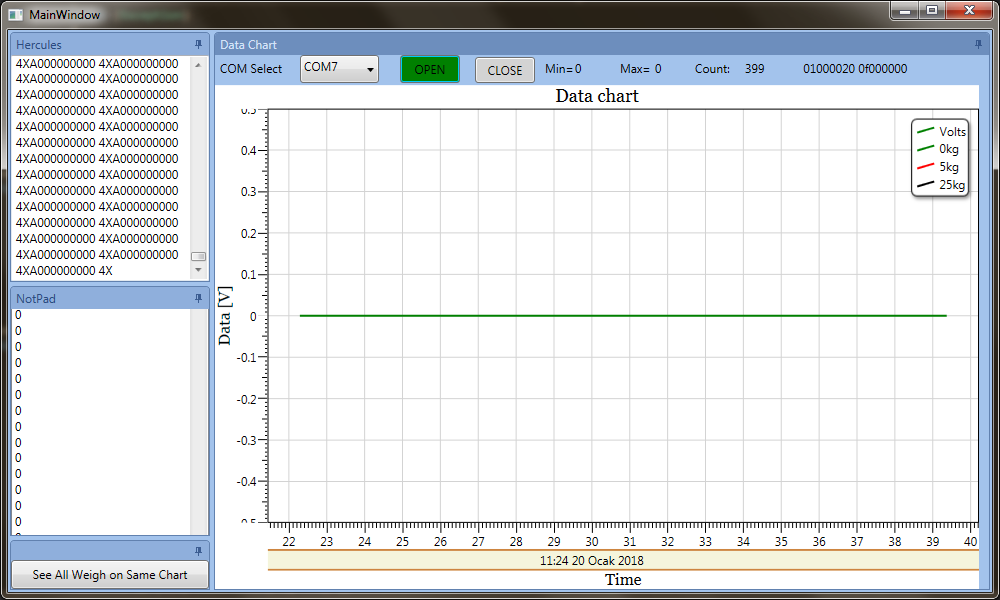 MainWindow
Hercules
4XA000000000 4XA000000000
4XA000000000 4XA000000000
4XA000000000 4XA000000000
4XA000000000 4XA000000000
4XA000000000 4XA000000000
4XA000000000 4XA000000000
4XA000000000 4XA000000000
4XA000000000 4XA000000000
4XA000000000 4XA000000000
4XA000000000 4XA000000000
4XA000000000 4XA000000000
4XA000000000 4XA000000000
4XA000000000 4XA000000000
4XA000000000 4X
NotPad
0
0
0
0
0
0
0
0
0
0
0
0
0
0
See All Weigh on Same Chart
Data Chart
COM Select COM7 OPEN CLOSE Min= 0 Max= 0 Count: 399 01000020 0f000000
Data chart
Volts
0kg
5kg
25kg
Data [V]
0.5
0.4
0.3
0.2
0.1
0
-0.1
-0.2
-0.3
-0.4
-0.5
22 23 24 25 26 27 28 29 30 31 32 33 34 35 36 37 38 39 40
11:24 20 Ocak 2018
Time